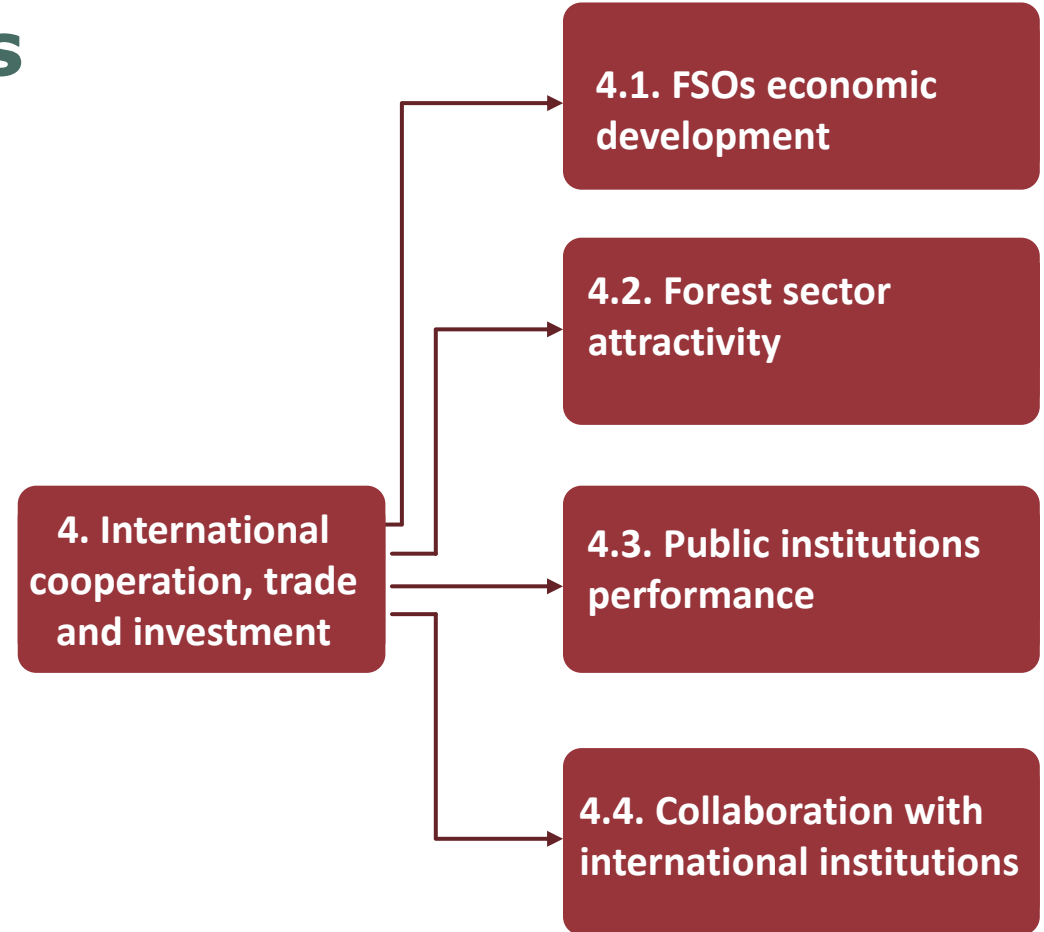 s
4.1. FSOs economic
development
4.2. Forest sector
attractivity
4. International
cooperation, trade
and investment
4.3. Public institutions
performance
4.4. Collaboration with
international institutions